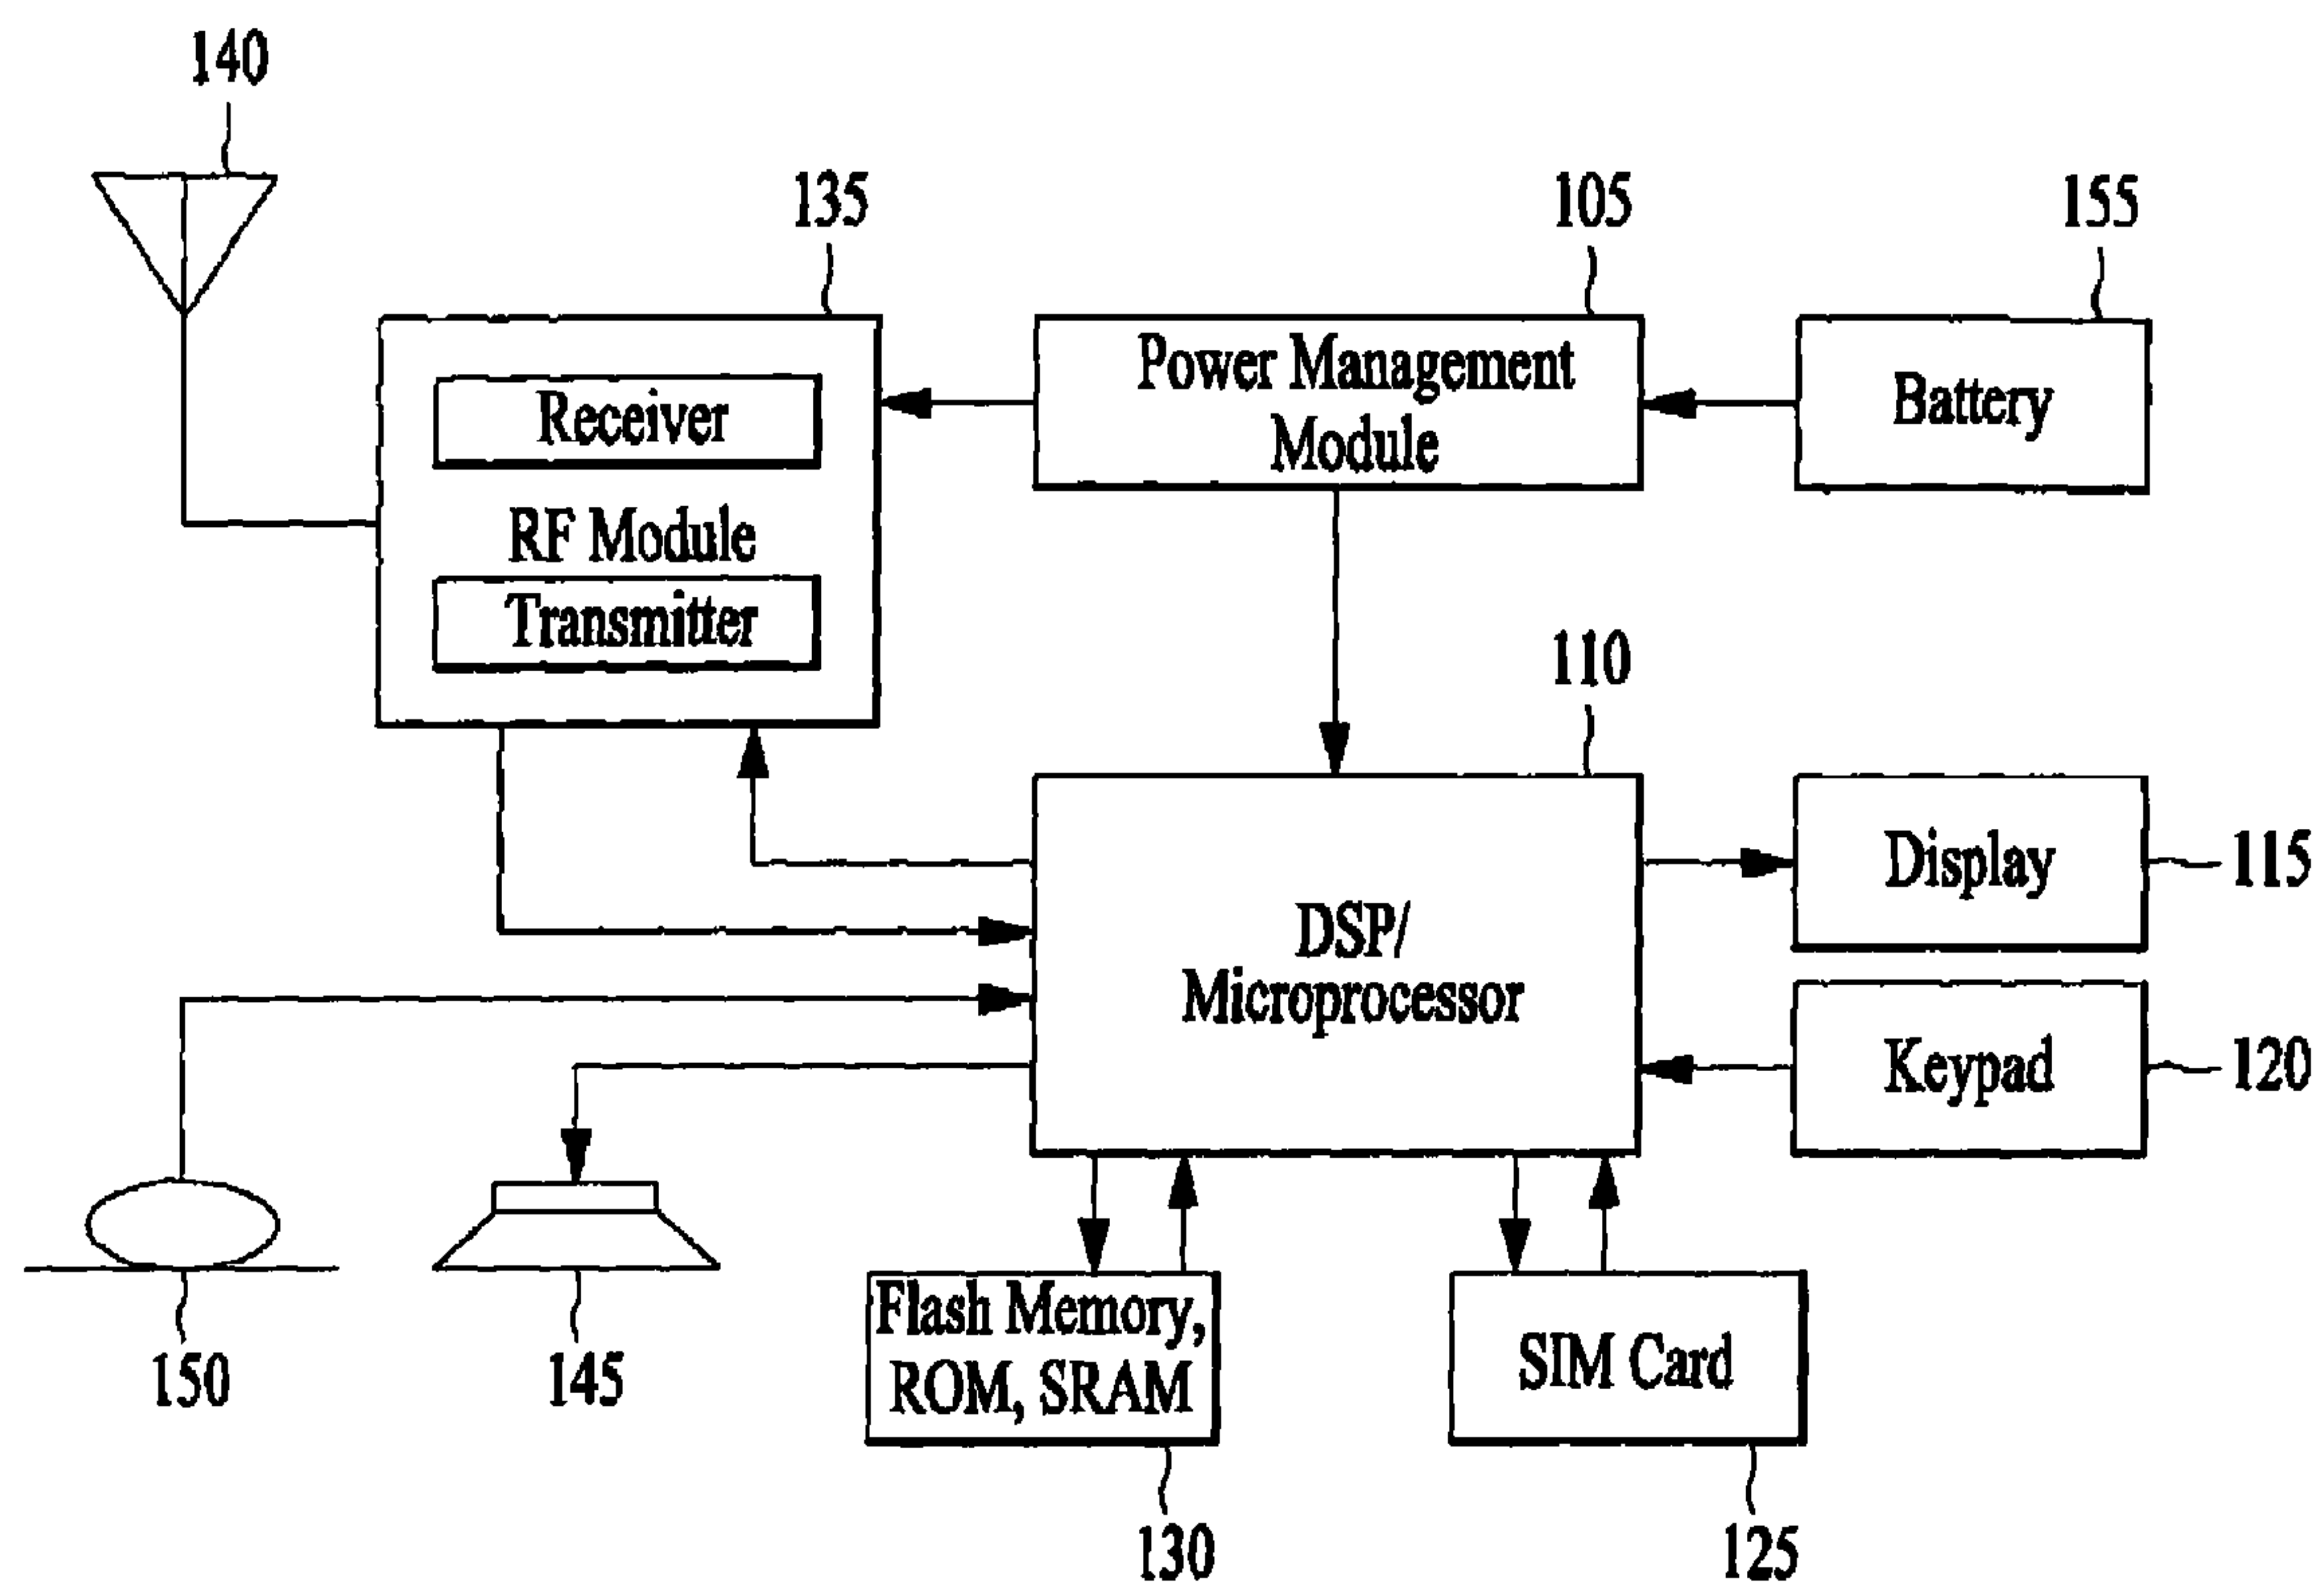 140
135
105
155
Receiver
RF Module
Transmitter
Power Management
Module
Battery
110
DSP/
Microprocessor
Display
115
Keypad
120
150
145
Flash Memory,
ROM, SRAM
SIM Card
130
125